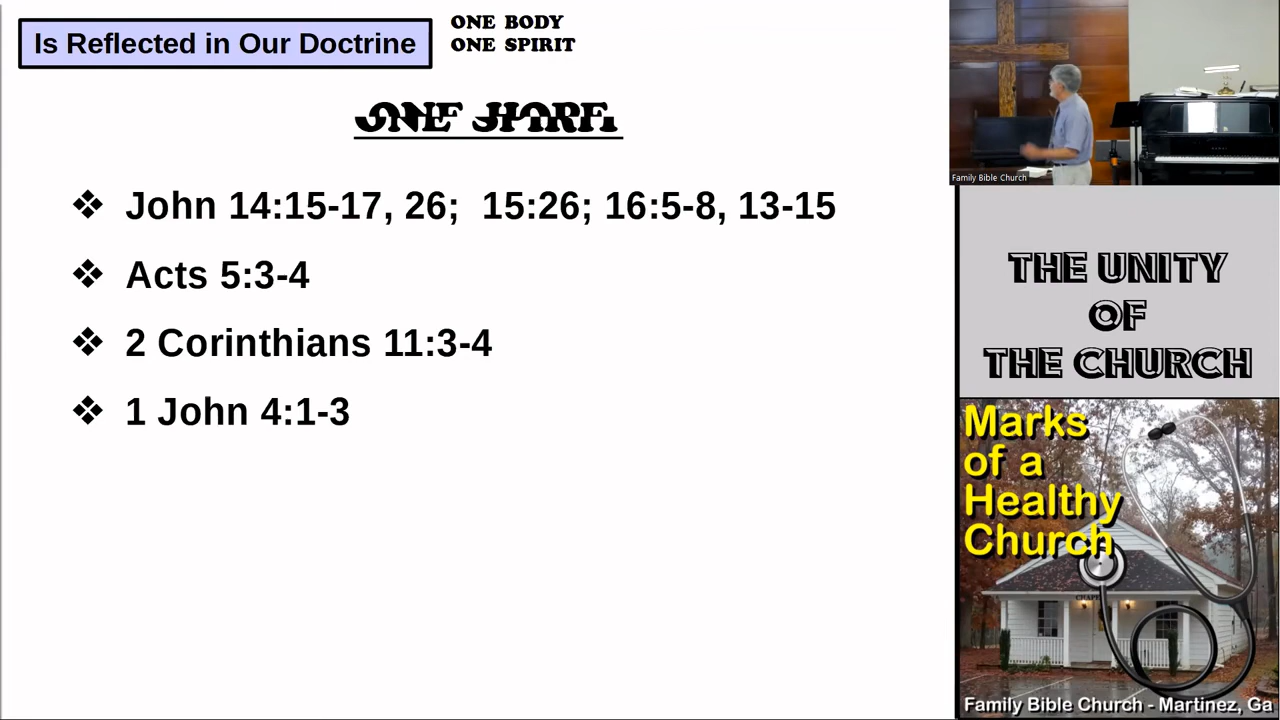 Is Reflected in Our Doctrine
ONE BODY
ONE SPIRIT
ONE
❖ John 14:15-17, 26;  15:26; 16:5-8, 13-15
❖ Acts 5:3-4
❖ 2 Corinthians 11:3-4
❖ 1 John 4:1-3
Family Bible Church
THE UNITY
OF
THE CHURCH
Marks
of a
Healthy
Church
Family Bible Church - Martinez, Ga